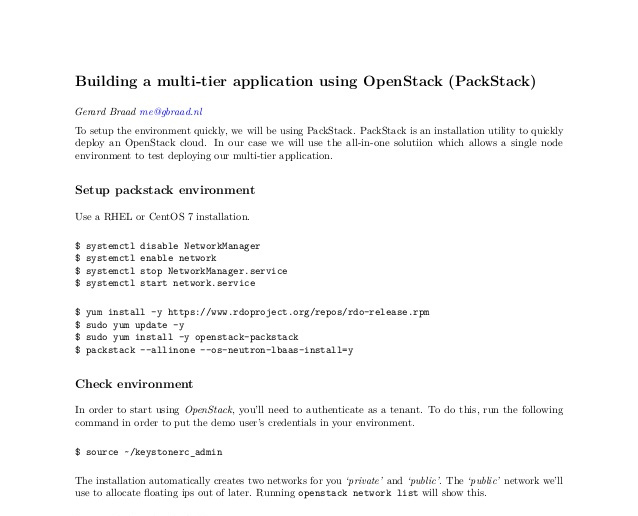 Building a multi-tier application using OpenStack (PackStack)
Gerard Braad me@gbraad.nl
To setup the environment quickly, we will be using PackStack. PackStack is an installation utility to quickly
deploy an OpenStack cloud. In our case we will use the all-in-one solutiion which allows a single node
environment to test deploying our multi-tier application.
Setup packstack environment
Use a RHEL or CentOS 7 installation.
$ systemctl disable NetworkManager
$ systemctl enable network
$ systemctl stop NetworkManager.service
$ systemctl start network.service
$ yum install -y https://www.rdoproject.org/repos/rdo-release.rpm
$ sudo yum update -y
$ sudo yum install -y openstack-packstack
$ packstack --allinone --os-neutron-lbaas-install=y
Check environment
In order to start using OpenStack, you'll need to authenticate as a tenant. To do this, run the following
command in order to put the demo user's credentials in your environment.
$ source ~/keystonerc_admin
The installation automatically creates two networks for you 'private' and 'public'. The 'public' network we'll
use to allocate floating ips out of later. Running openstack network list will show this.